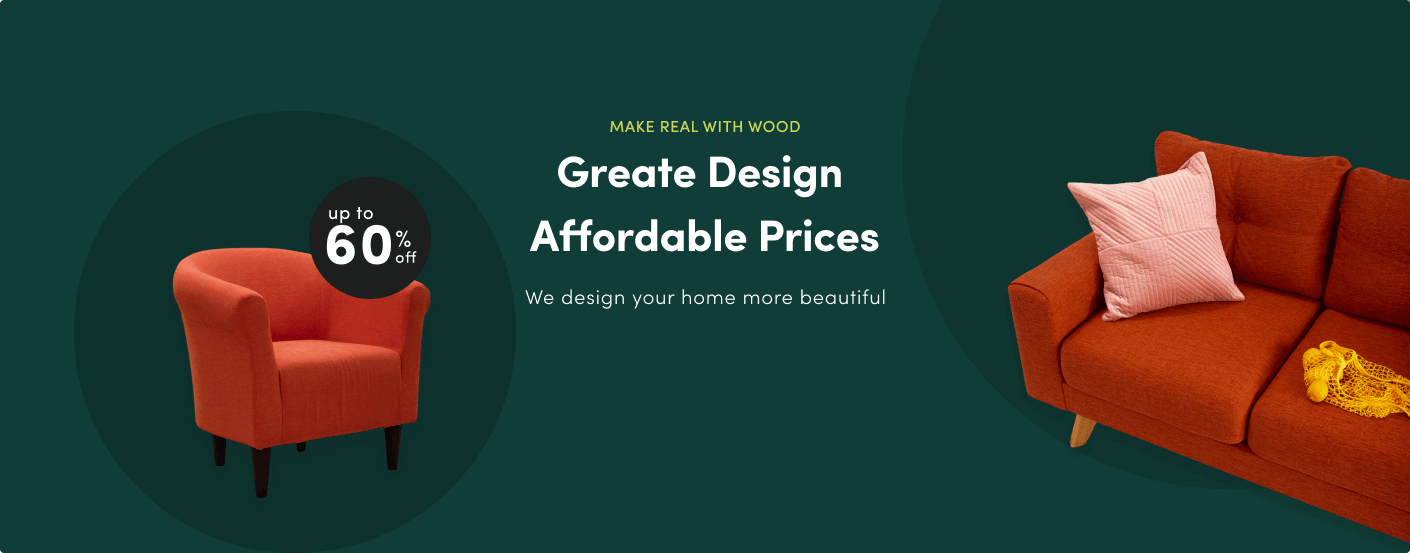 MAKE REAL WITH WOOD
Greate Design
Affordable Prices
We design your home more beautiful
up to
60%
off